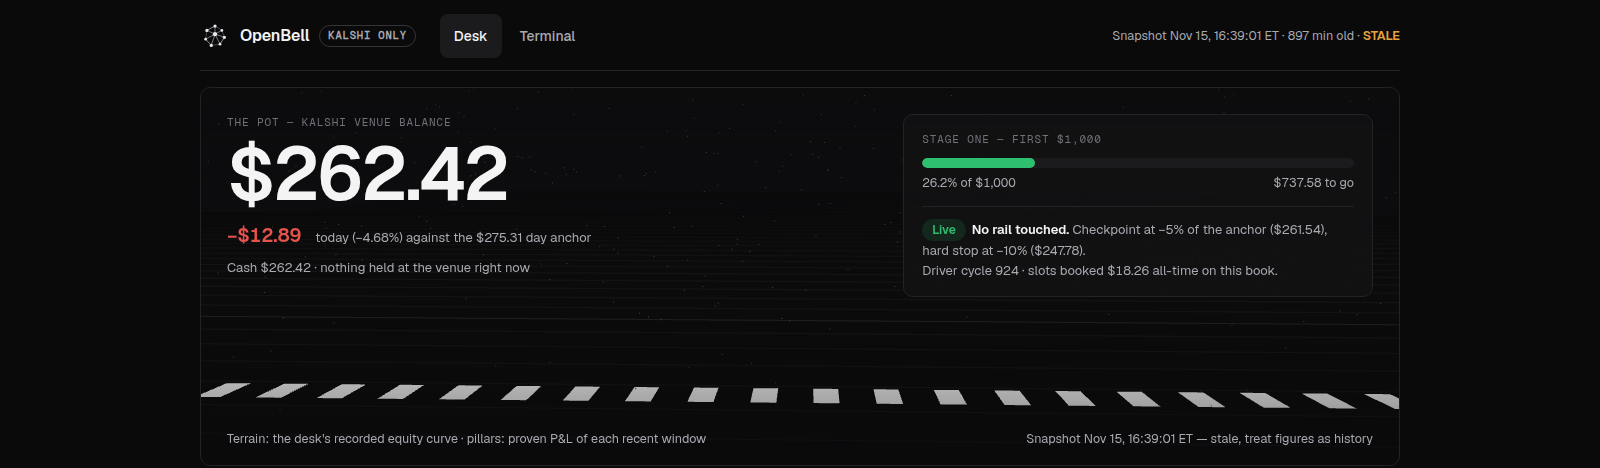 OpenBell KALSHI ONLY Desk Terminal Snapshot Nov 15, 16:39:01 ET · 897 min old · STALE
THE POT — KALSHI VENUE BALANCE
$262.42
−$12.89 today (−4.68%) against the $275.31 day anchor
Cash $262.42 · nothing held at the venue right now
STAGE ONE — FIRST $1,000
26.2% of $1,000 $737.58 to go
Live No rail touched. Checkpoint at −5% of the anchor ($261.54),
hard stop at −10% ($247.78).
Driver cycle 924 · slots booked $18.26 all-time on this book.
Terrain: the desk's recorded equity curve · pillars: proven P&L of each recent window
Snapshot Nov 15, 16:39:01 ET — stale, treat figures as history